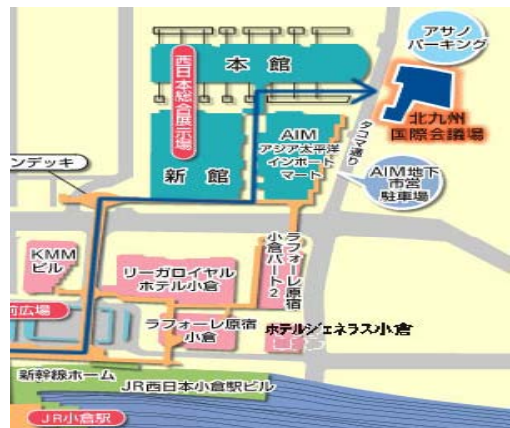 アサノ
パーキング
本館
西日本総合展示場
北九州
国際会議場
タコマ通り
AIM
アジア太平洋
インポート
マート
新館
ンデッキ
AIM地下
市営
駐車場
KMM
ビル
リーガロイヤル
ホテル小倉
ラフォーレ原宿
小倉パート2
前広場
ラフォーレ原宿
小倉
ホテルジェネラス小倉
新幹線ホーム
JR西日本小倉駅ビル
JR小倉駅